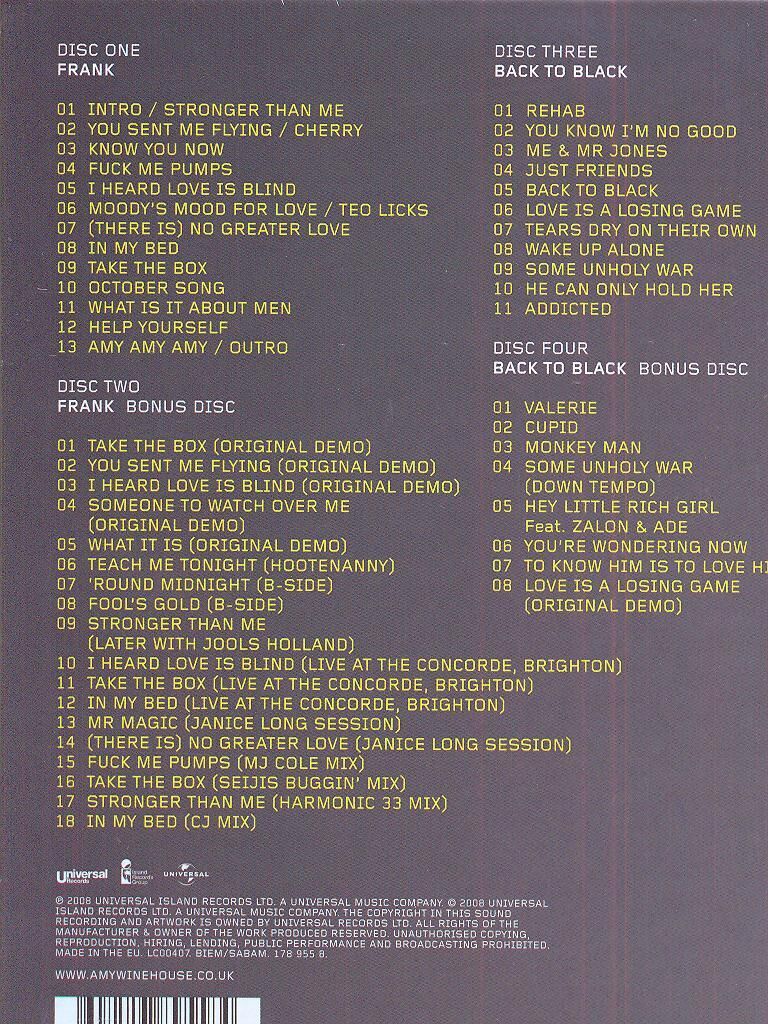 DISC ONE
FRANK
01 INTRO / STRONGER THAN ME
02 YOU SENT ME FLYING / CHERRY
03 KNOW YOU NOW
04 FUCK ME PUMPS
05 I HEARD LOVE IS BLIND
06 MOODY'S MOOD FOR LOVE / TEO LICKS
07 (THERE IS) NO GREATER LOVE
08 IN MY BED
09 TAKE THE BOX
10 OCTOBER SONG
11 WHAT IS IT ABOUT MEN
12 HELP YOURSELF
13 AMY AMY AMY / OUTRO
DISC TWO
FRANK BONUS DISC
01 TAKE THE BOX (ORIGINAL DEMO)
02 YOU SENT ME FLYING (ORIGINAL DEMO)
03 I HEARD LOVE IS BLIND (ORIGINAL DEMO)
04 SOMEONE TO WATCH OVER ME
(ORIGINAL DEMO)
05 WHAT IT IS (ORIGINAL DEMO)
06 TEACH ME TONIGHT (HOOTENANNY)
07 'ROUND MIDNIGHT (B-SIDE)
08 FOOL'S GOLD (B-SIDE)
09 STRONGER THAN ME
(LATER WITH JOOLS HOLLAND)
10 I HEARD LOVE IS BLIND (LIVE AT THE CONCORDE, BRIGHTON)
11 TAKE THE BOX (LIVE AT THE CONCORDE, BRIGHTON)
12 IN MY BED (LIVE AT THE CONCORDE, BRIGHTON)
13 MR MAGIC (JANICE LONG SESSION)
14 (THERE IS) NO GREATER LOVE (JANICE LONG SESSION)
15 FUCK ME PUMPS (MJ COLE MIX)
16 TAKE THE BOX (SEIJIS BUGGIN' MIX)
17 STRONGER THAN ME (HARMONIC 33 MIX)
18 IN MY BED (CJ MIX)
DISC THREE
BACK TO BLACK
01 REHAB
02 YOU KNOW I'M NO GOOD
03 ME & MR JONES
04 JUST FRIENDS
05 BACK TO BLACK
06 LOVE IS A LOSING GAME
07 TEARS DRY ON THEIR OWN
08 WAKE UP ALONE
09 SOME UNHOLY WAR
10 HE CAN ONLY HOLD HER
11 ADDICTED
DISC FOUR
BACK TO BLACK BONUS DISC
01 VALERIE
02 CUPID
03 MONKEY MAN
04 SOME UNHOLY WAR
(DOWN TEMPO)
05 HEY LITTLE RICH GIRL
Feat. ZALON & ADE
06 YOU'RE WONDERING NOW
07 TO KNOW HIM IS TO LOVE HI
08 LOVE IS A LOSING GAME
(ORIGINAL DEMO)
Universal
Records
Island
Records
Group
UNIVERSAL
℗ 2008 UNIVERSAL ISLAND RECORDS LTD. A UNIVERSAL MUSIC COMPANY. © 2008 UNIVERSAL
ISLAND RECORDS LTD. A UNIVERSAL MUSIC COMPANY. THE COPYRIGHT IN THIS SOUND
RECORDING AND ARTWORK IS OWNED BY UNIVERSAL RECORDS LTD. ALL RIGHTS OF THE
MANUFACTURER & OWNER OF THE WORK PRODUCED RESERVED. UNAUTHORISED COPYING,
REPRODUCTION, HIRING, LENDING, PUBLIC PERFORMANCE AND BROADCASTING PROHIBITED.
MADE IN THE EU. LC00407. BIEM/SABAM. 178 955 8.
WWW.AMYWINEHOUSE.CO.UK